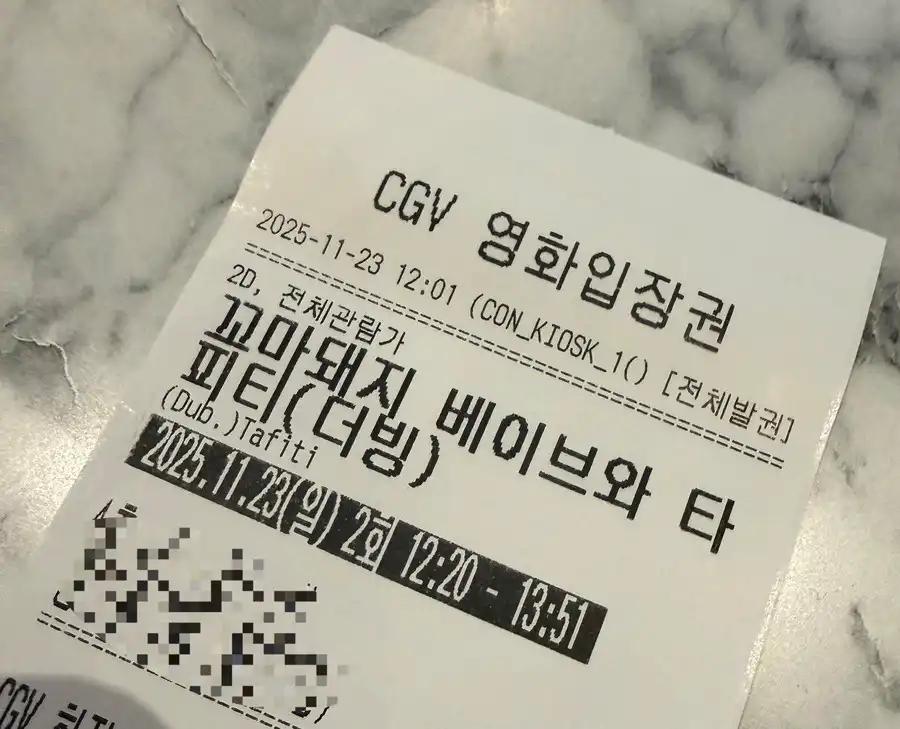 CGV 영화입장권
2025-11-23 12:01 (CON_KIOSK_1() [전체발권]
2D, 전체관람가
꼬마돼지 베이브와 타
피티(더빙)
(Dub.)Tafiti
2025.11.23(일) 2회 12:20 - 13:51
CGV